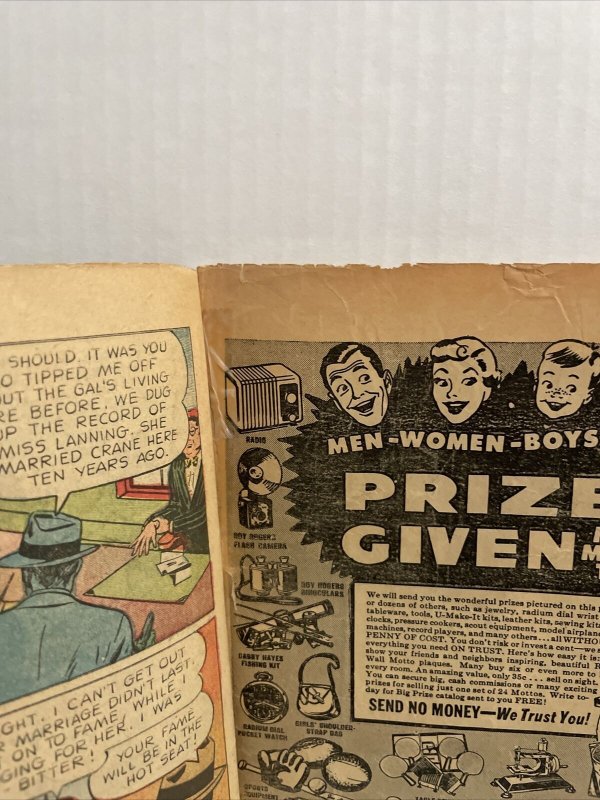 SHOULD. IT WAS YOU
O TIPPED ME OFF
OUT THE GAL'S LIVING
RE BEFORE. WE DUG
UP THE RECORD OF
MISS LANNING. SHE
MARRIED CRANE HERE
TEN YEARS AGO.
GHT. I CAN'T GET OUT
MARRIAGE DIDN'T LAST.
ON TO FAME, WHILE I
GING FOR HER. I WAS
BITTER!
YOUR FAME
WILL BE IN THE
HOT SEAT!
MEN-WOMEN-BOYS
PRIZE
GIVEN
RADIO
ROY ROGERS
FLASH CAMERA
ROY ROGERS
BINOCULARS
GABBY HAYES
FISHING KIT
RADIUM DIAL
POCKET WATCH
GIRLS' SHOULDER-
STRAP BAG
SPORTS
EQUIPMENT
We will send you the wonderful prizes pictured on this p
or dozens of others, such as jewelry, radium dial wrist
tableware, tools, U-Make-It kits, leather kits, sewing kits
clocks, pressure cookers, scout equipment, model airplan
machines, record players, and many others...all WITHO
PENNY OF COST. You don't risk or invest a cent—we s
everything you need ON TRUST. Here's how easy it is:
show your friends and neighbors inspiring, beautiful R
Wall Motto plaques. Many buy six or even more to
every room. An amazing value, only 35c... sell on sight.
You can secure big, cash commissions or many exciting
prizes for selling just one set of 24 Mottos. Write to-
day for Big Prize catalog sent to you FREE!
SEND NO MONEY—We Trust You!